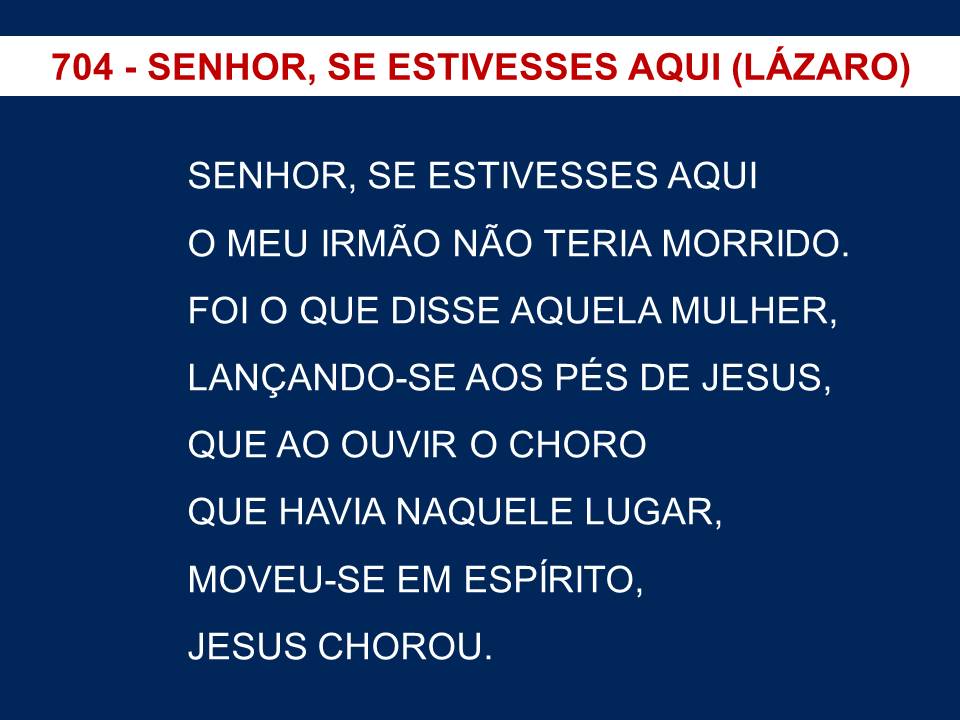 704 - SENHOR, SE ESTIVESSES AQUI (LÁZARO)
SENHOR, SE ESTIVESSES AQUI
O MEU IRMÃO NÃO TERIA MORRIDO.
FOI O QUE DISSE AQUELA MULHER,
LANÇANDO-SE AOS PÉS DE JESUS,
QUE AO OUVIR O CHORO
QUE HAVIA NAQUELE LUGAR,
MOVEU-SE EM ESPÍRITO,
JESUS CHOROU.